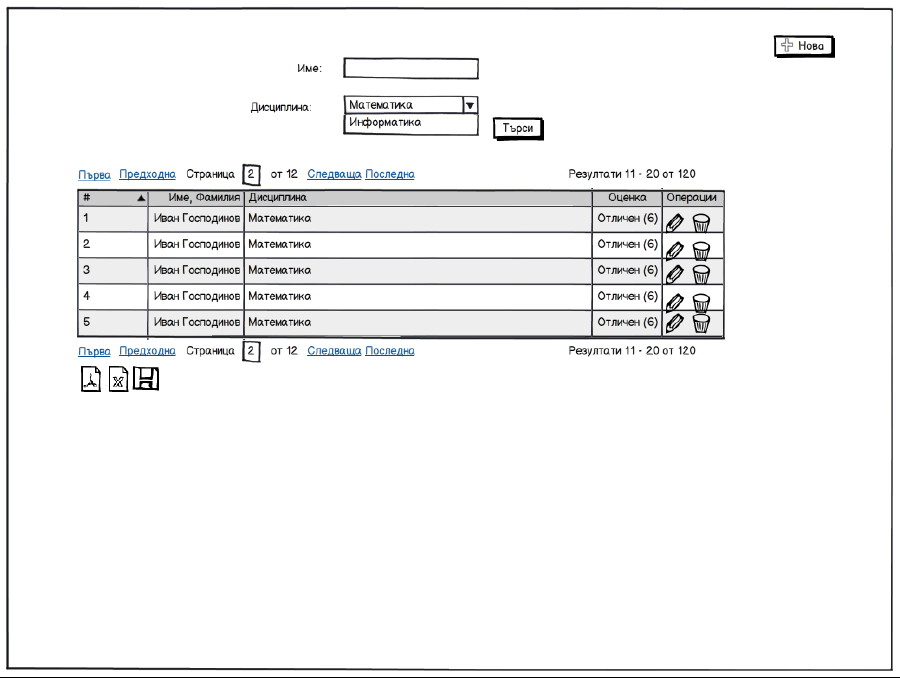 Нова
Име:
Дисциплина: Математика
Информатика
Търси
Първа Предходна Страница 2 от 12 Следваща Последна Резултати 11 - 20 от 120
# Име, Фамилия Дисциплина Оценка Операции
1 Иван Господинов Математика Отличен (6)
2 Иван Господинов Математика Отличен (6)
3 Иван Господинов Математика Отличен (6)
4 Иван Господинов Математика Отличен (6)
5 Иван Господинов Математика Отличен (6)
Първа Предходна Страница 2 от 12 Следваща Последна Резултати 11 - 20 от 120